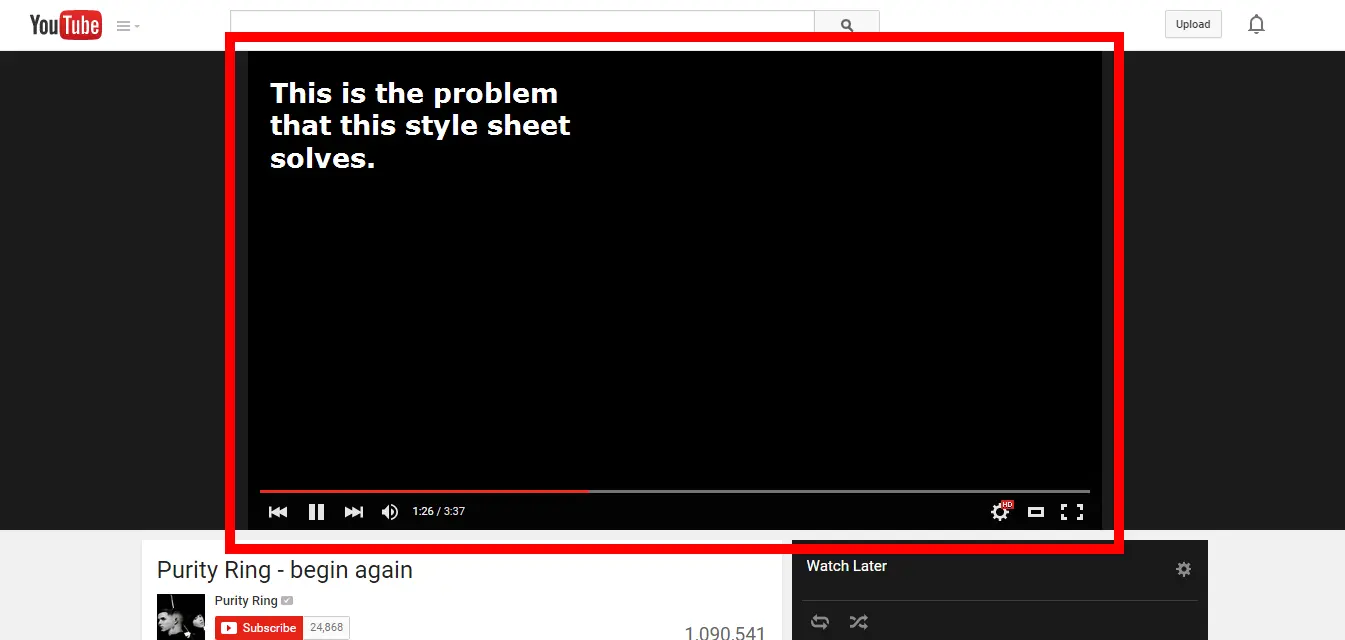 YouTube
Upload
This is the problem
that this style sheet
solves.
1:26 / 3:37
HD
Purity Ring - begin again
Watch Later
Purity Ring
Subscribe 24,868
1,090,541